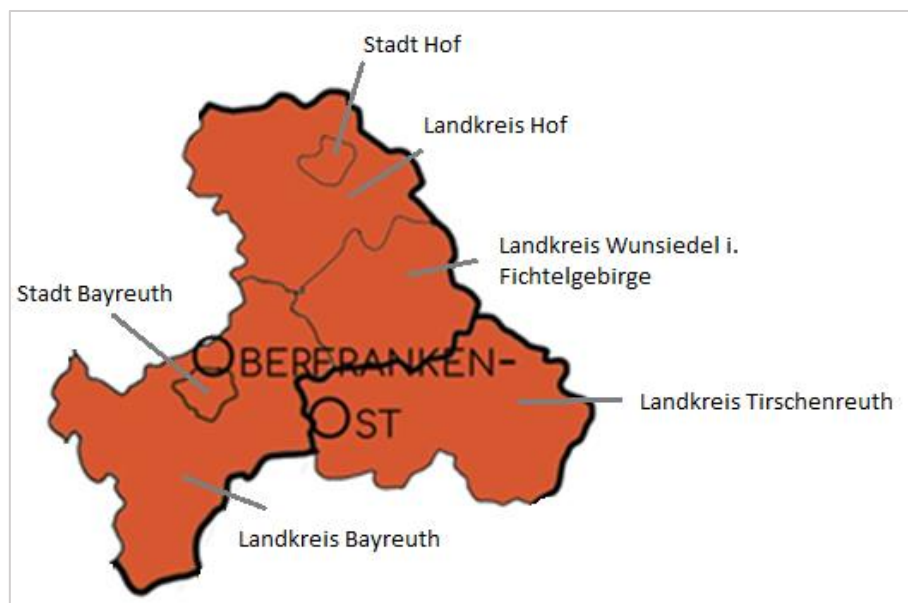 Stadt Hof
Landkreis Hof
Landkreis Wunsiedel i.
Fichtelgebirge
Stadt Bayreuth
OBERFRANKEN-
OST
Landkreis Tirschenreuth
Landkreis Bayreuth